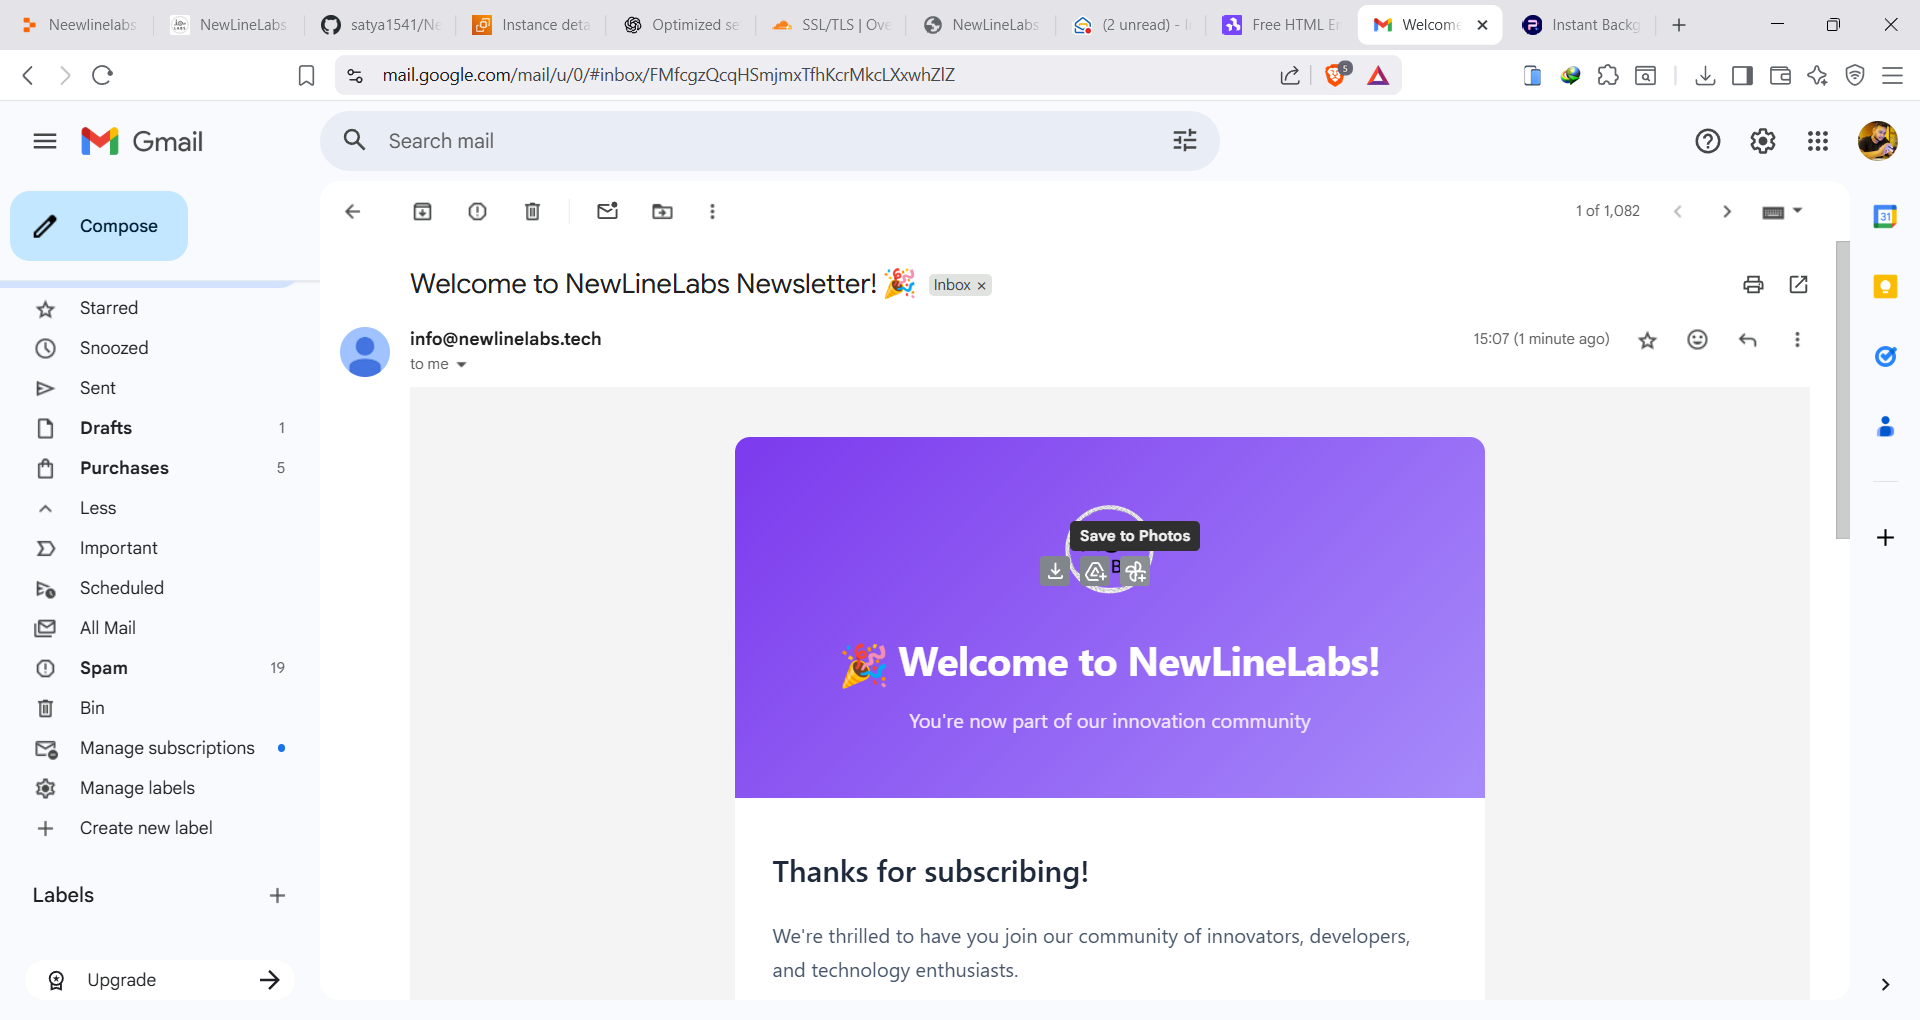 Neewlinelabs
NewLineLabs
satya1541/Ne
Instance deta
Optimized se
SSL/TLS | Ove
NewLineLabs
(2 unread) - I
Free HTML E
Welcome
Instant Backg
mail.google.com/mail/u/0/#inbox/FMfcgzQcqHSmjmxTfhKcrMkcLXxwhZlZ
5
Gmail
Search mail
Compose
1 of 1,082
31
Welcome to NewLineLabs Newsletter! 🎉
Inbox ×
Starred
info@newlinelabs.tech
15:07 (1 minute ago)
Snoozed
to me
Sent
Drafts 1
Purchases 5
Less
Important
Save to Photos
B
Scheduled
All Mail
🎉 Welcome to NewLineLabs!
Spam 19
Bin
You're now part of our innovation community
Manage subscriptions
Manage labels
Create new label
Thanks for subscribing!
Labels
We're thrilled to have you join our community of innovators, developers,
and technology enthusiasts.
Upgrade